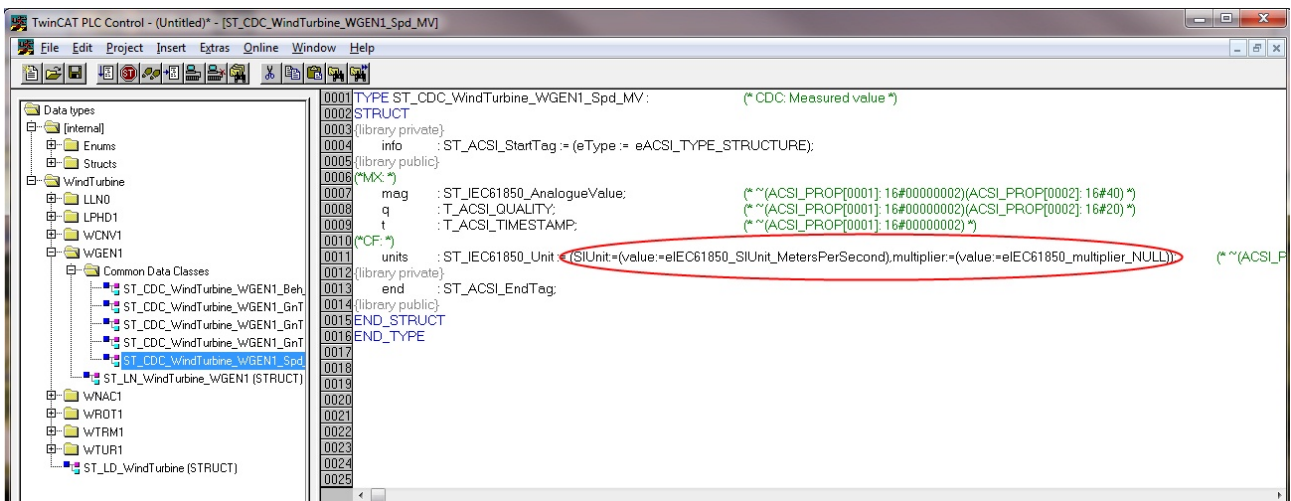 TwinCAT PLC Control - (Untitled)* - [ST_CDC_WindTurbine_WGEN1_Spd_MV]
File Edit Project Insert Extras Online Window Help
Data types
[internal]
Enums
Structs
WindTurbine
LLN0
LPHD1
WCNV1
WGEN1
Common Data Classes
ST_CDC_WindTurbine_WGEN1_Beh_
ST_CDC_WindTurbine_WGEN1_GnT
ST_CDC_WindTurbine_WGEN1_GnT
ST_CDC_WindTurbine_WGEN1_GnT
ST_CDC_WindTurbine_WGEN1_Spd_
ST_LN_WindTurbine_WGEN1 (STRUCT)
WNAC1
WROT1
WTRM1
WTUR1
ST_LD_WindTurbine (STRUCT)
0001 TYPE ST_CDC_WindTurbine_WGEN1_Spd_MV : (* CDC: Measured value *)
0002 STRUCT
0003 {library private}
0004 info : ST_ACSI_StartTag := (eType := eACSI_TYPE_STRUCTURE);
0005 {library public}
0006 (*MX: *)
0007 mag : ST_IEC61850_AnalogueValue; (* ~(ACSI_PROP[0001]: 16#00000002)(ACSI_PROP[0002]: 16#40) *)
0008 q : T_ACSI_QUALITY; (* ~(ACSI_PROP[0001]: 16#00000002)(ACSI_PROP[0002]: 16#20) *)
0009 t : T_ACSI_TIMESTAMP; (* ~(ACSI_PROP[0001]: 16#00000002) *)
0010 (*CF: *)
0011 units : ST_IEC61850_Unit := (SIUnit:=(value:=eIEC61850_SIUnit_MetersPerSecond),multiplier:=(value:=eIEC61850_multiplier_NULL)); (* ~(ACSI_P
0012 {library private}
0013 end : ST_ACSI_EndTag;
0014 {library public}
0015 END_STRUCT
0016 END_TYPE
0017
0018
0019
0020
0021
0022
0023
0024
0025